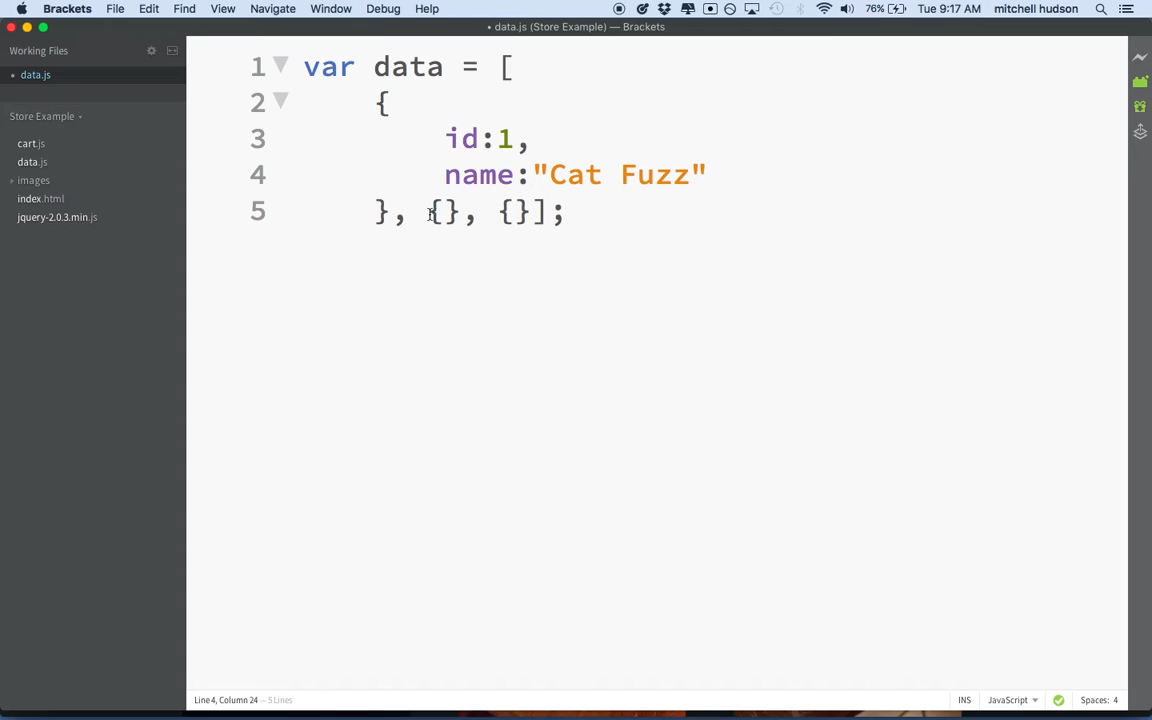 Brackets File Edit Find View Navigate Window Debug Help 76% Tue 9:17 AM mitchell hudson
• data.js (Store Example) — Brackets
Working Files
• data.js
Store Example
cart.js
data.js
images
index.html
jquery-2.0.3.min.js
1 var data = [
2 {
3 id:1,
4 name:"Cat Fuzz"
5 }, {}, {}];
Line 4, Column 24 — 5 Lines INS JavaScript Spaces: 4